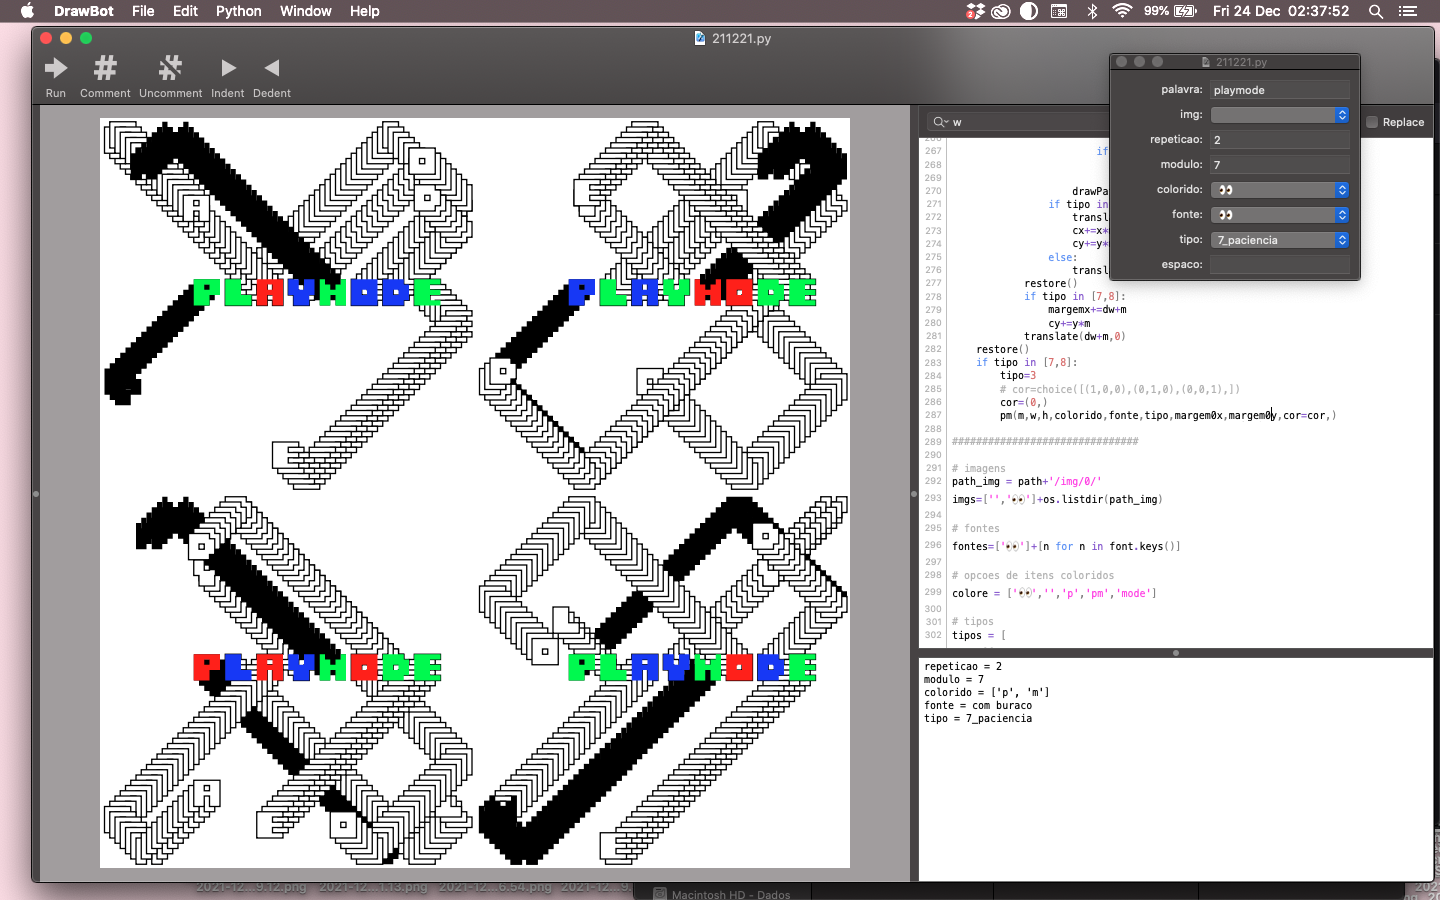 DrawBot File Edit Python Window Help
99% Fri 24 Dec 02:37:52
211221.py
Run Comment Uncomment Indent Dedent
211221.py
palavra: playmode
img:
repeticao: 2
modulo: 7
colorido: 👀
fonte: 👀
tipo: 7_paciencia
espaco:
w
Replace
PLAYMODE
PLAYMODE
PLAYMODE
PLAYMODE
267 if
268
269
270 drawPa
271 if tipo in
272 transl
273 cx+=x*
274 cy+=y*
275 else:
276 transl
277 restore()
278 if tipo in [7,8]:
279 margemx+=dw+m
280 cy+=y*m
281 translate(dw+m,0)
282 restore()
283 if tipo in [7,8]:
284 tipo=3
285 # cor=choice([(1,0,0),(0,1,0),(0,0,1),])
286 cor=(0,)
287 pm(m,w,h,colorido,fonte,tipo,margem0x,margem0y,cor=cor,)
288
289 ###############################
290
291 # imagens
292 path_img = path+'/img/0/'
293 imgs=['','👀']+os.listdir(path_img)
294
295 # fontes
296 fontes=['👀']+[n for n in font.keys()]
297
298 # opcoes de itens coloridos
299 colore = ['👀','','p','pm','mode']
300
301 # tipos
302 tipos = [
repeticao = 2
modulo = 7
colorido = ['p', 'm']
fonte = com buraco
tipo = 7_paciencia
2021-12...9.12.png 2021-12...1.13.png 2021-12...6.54.png 2021-12...9.
Macintosh HD - Dados